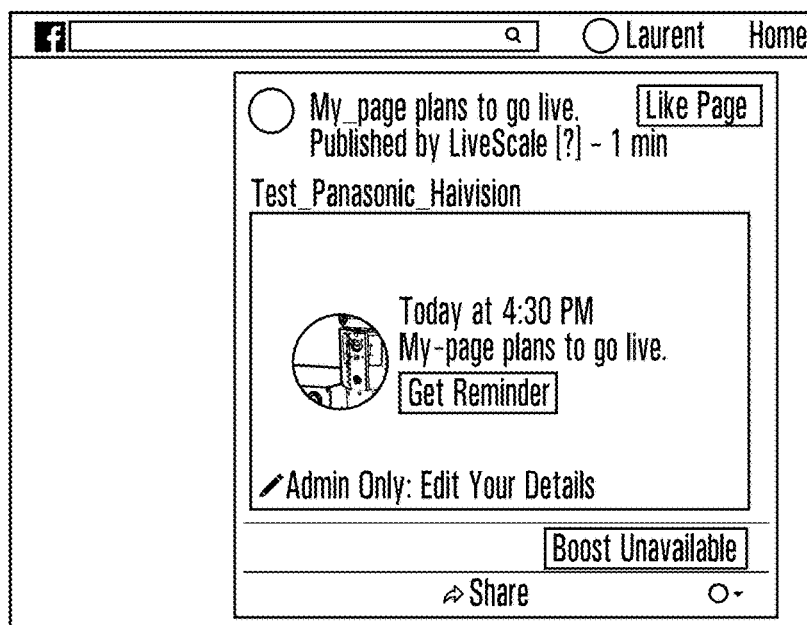 f Laurent Home
My_page plans to go live. Like Page
Published by LiveScale [?] - 1 min
Test_Panasonic_Haivision
Today at 4:30 PM
My-page plans to go live.
Get Reminder
Admin Only: Edit Your Details
Boost Unavailable
Share